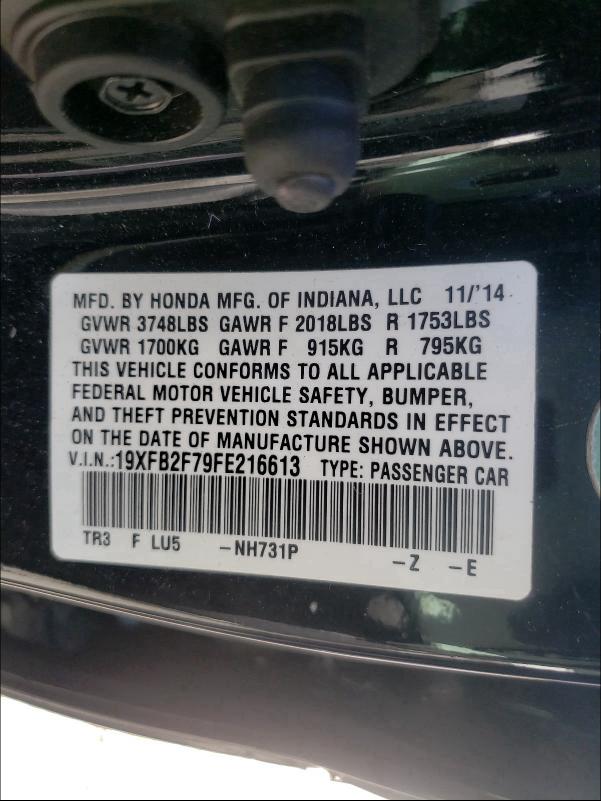 MFD. BY HONDA MFG. OF INDIANA, LLC 11/'14
GVWR 3748LBS GAWR F 2018LBS R 1753LBS
GVWR 1700KG GAWR F 915KG R 795KG
THIS VEHICLE CONFORMS TO ALL APPLICABLE
FEDERAL MOTOR VEHICLE SAFETY, BUMPER,
AND THEFT PREVENTION STANDARDS IN EFFECT
ON THE DATE OF MANUFACTURE SHOWN ABOVE.
V.I.N.:19XFB2F79FE216613 TYPE: PASSENGER CAR
TR3 F LU5 -NH731P -Z -E